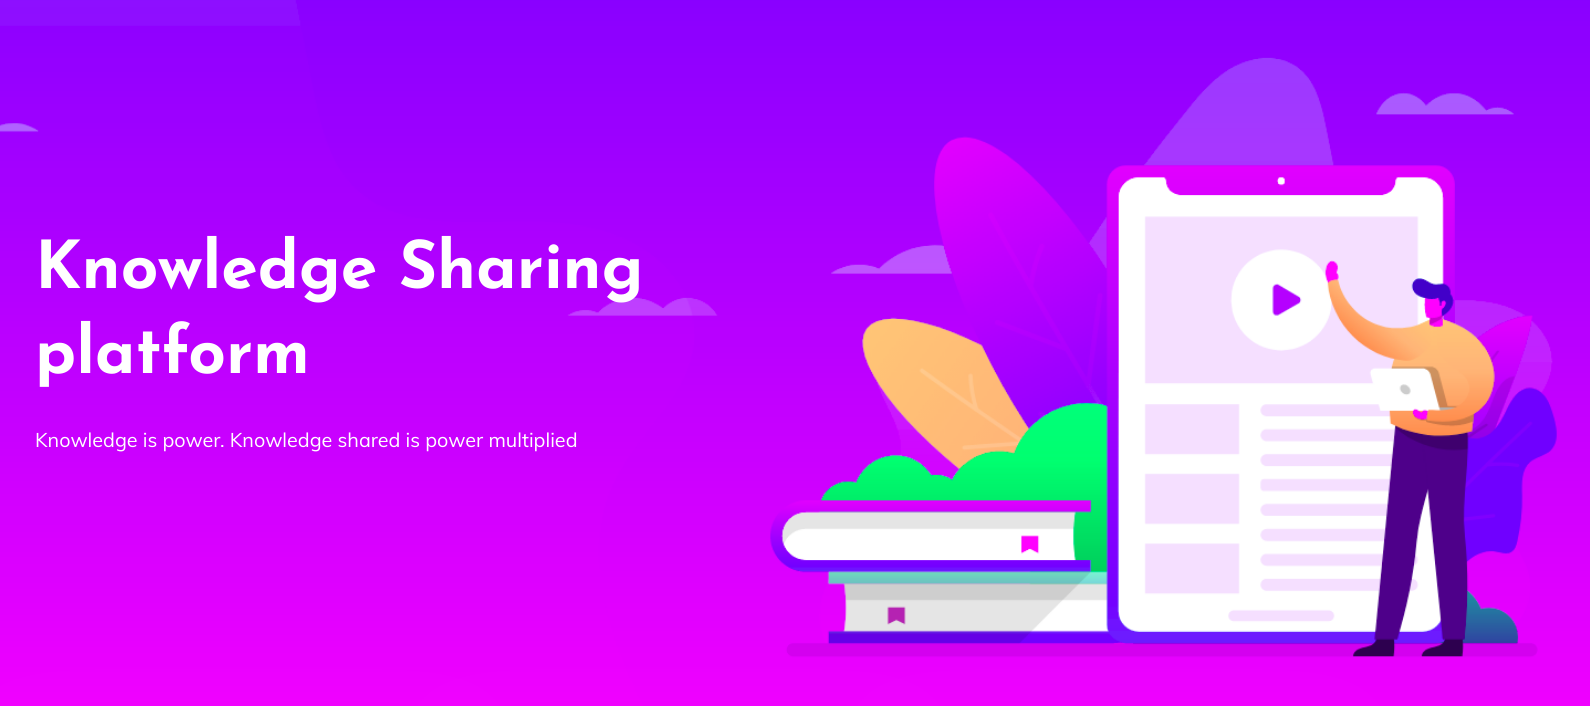 Knowledge Sharing
platform
Knowledge is power. Knowledge shared is power multiplied